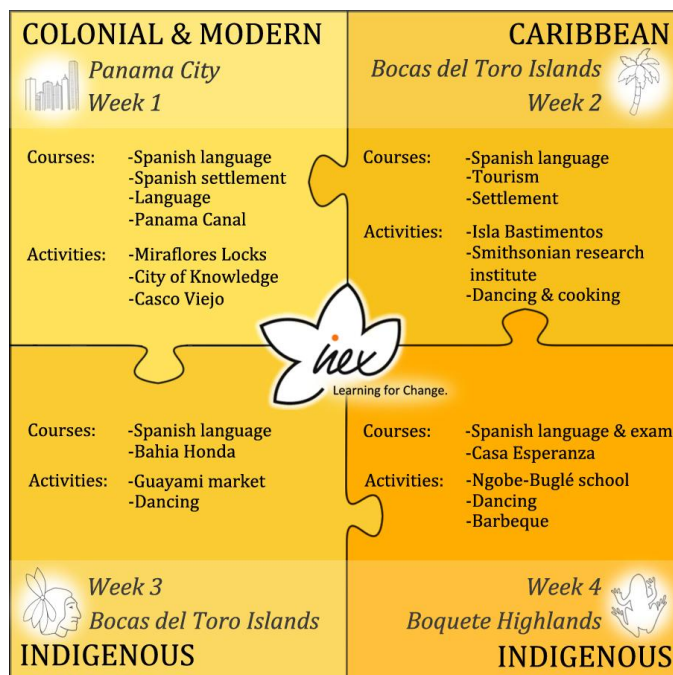 COLONIAL & MODERN
Panama City
Week 1
Courses: -Spanish language
-Spanish settlement
-Language
-Panama Canal
Activities: -Miraflores Locks
-City of Knowledge
-Casco Viejo
CARIBBEAN
Bocas del Toro Islands
Week 2
Courses: -Spanish language
-Tourism
-Settlement
Activities: -Isla Bastimentos
-Smithsonian research
institute
-Dancing & cooking
nex
Learning for Change.
Courses: -Spanish language
-Bahia Honda
Activities: -Guayami market
-Dancing
Week 3
Bocas del Toro Islands
INDIGENOUS
Courses: -Spanish language & exam
-Casa Esperanza
Activities: -Ngobe-Buglé school
-Dancing
-Barbeque
Week 4
Boquete Highlands
INDIGENOUS